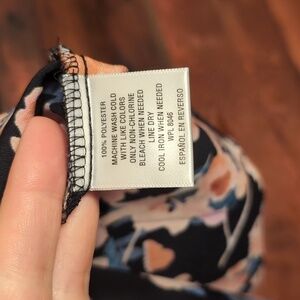 100% POLYESTER
MACHINE WASH COLD
WITH LIKE COLORS
ONLY NON-CHLORINE
BLEACH WHEN NEEDED
LINE DRY
COOL IRON WHEN NEEDED
WPL 8046
ESPAÑOL EN REVERSO